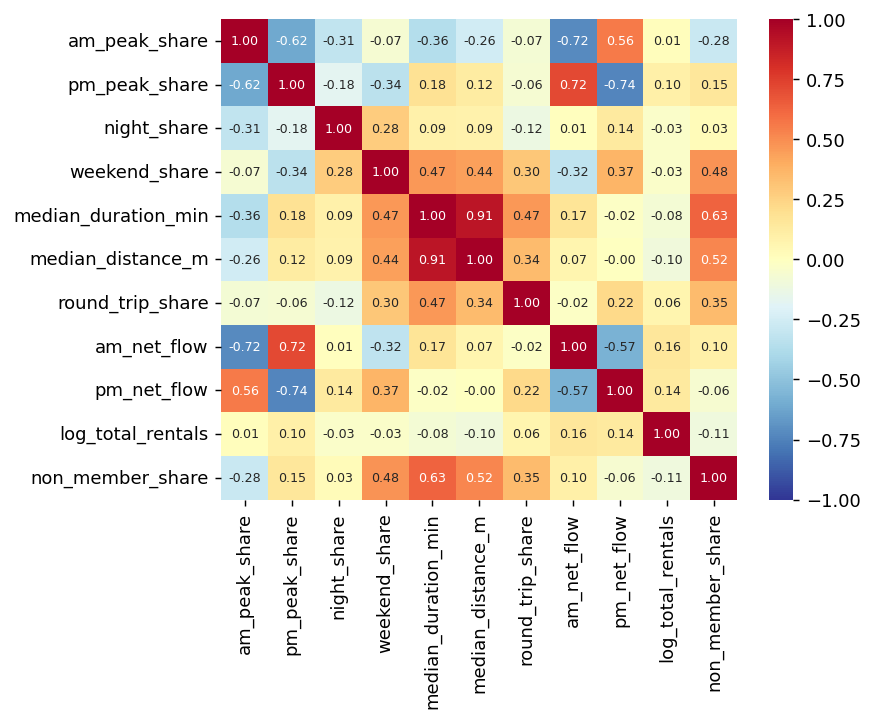 am_peak_share 1.00 -0.62 -0.31 -0.07 -0.36 -0.26 -0.07 -0.72 0.56 0.01 -0.28
pm_peak_share -0.62 1.00 -0.18 -0.34 0.18 0.12 -0.06 0.72 -0.74 0.10 0.15
night_share -0.31 -0.18 1.00 0.28 0.09 0.09 -0.12 0.01 0.14 -0.03 0.03
weekend_share -0.07 -0.34 0.28 1.00 0.47 0.44 0.30 -0.32 0.37 -0.03 0.48
median_duration_min -0.36 0.18 0.09 0.47 1.00 0.91 0.47 0.17 -0.02 -0.08 0.63
median_distance_m -0.26 0.12 0.09 0.44 0.91 1.00 0.34 0.07 -0.00 -0.10 0.52
round_trip_share -0.07 -0.06 -0.12 0.30 0.47 0.34 1.00 -0.02 0.22 0.06 0.35
am_net_flow -0.72 0.72 0.01 -0.32 0.17 0.07 -0.02 1.00 -0.57 0.16 0.10
pm_net_flow 0.56 -0.74 0.14 0.37 -0.02 -0.00 0.22 -0.57 1.00 0.14 -0.06
log_total_rentals 0.01 0.10 -0.03 -0.03 -0.08 -0.10 0.06 0.16 0.14 1.00 -0.11
non_member_share -0.28 0.15 0.03 0.48 0.63 0.52 0.35 0.10 -0.06 -0.11 1.00
am_peak_share
pm_peak_share
night_share
weekend_share
median_duration_min
median_distance_m
round_trip_share
am_net_flow
pm_net_flow
log_total_rentals
non_member_share
1.00
0.75
0.50
0.25
0.00
−0.25
−0.50
−0.75
−1.00